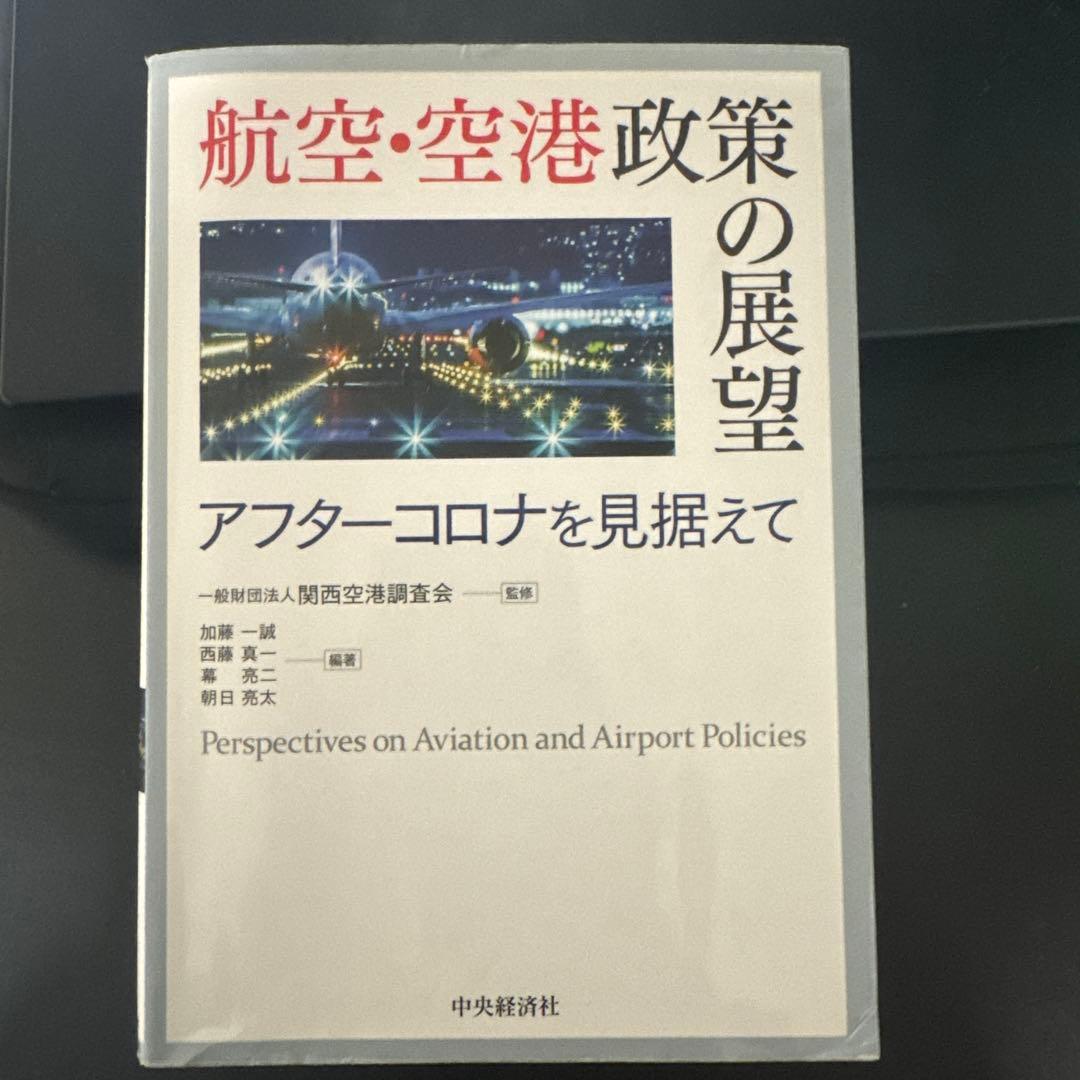 航空・空港政策の展望
アフターコロナを見据えて
一般財団法人 関西空港調査会 監修
加藤 一誠
西藤 真一
幕 亮二
朝日 亮太
編著
Perspectives on Aviation and Airport Policies
中央経済社